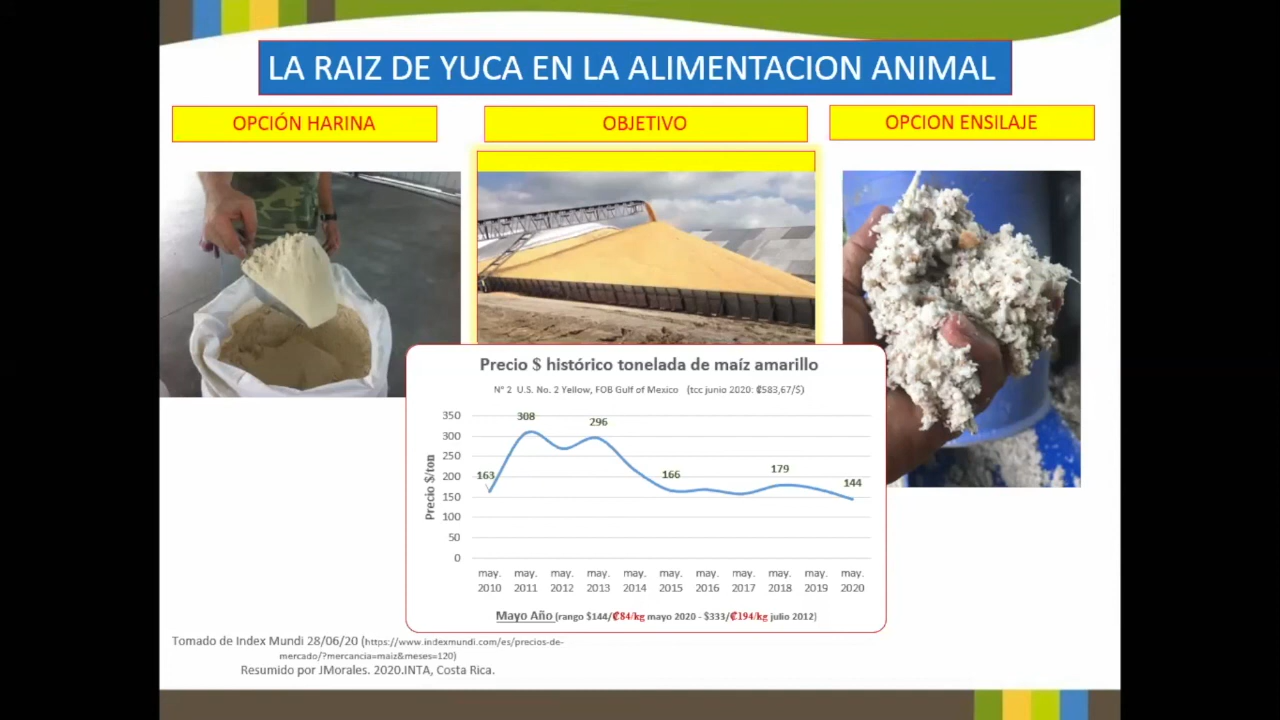 LA RAIZ DE YUCA EN LA ALIMENTACION ANIMAL
OPCIÓN HARINA
OBJETIVO
OPCION ENSILAJE
Precio $ histórico tonelada de maíz amarillo
N° 2 U.S. No. 2 Yellow, FOB Gulf of Mexico (tcc junio 2020: ₡583,67/$)
Precio $/ton
350
300
250
200
150
100
50
0
163
308
296
166
179
144
may. 2010
may. 2011
may. 2012
may. 2013
may. 2014
may. 2015
may. 2016
may. 2017
may. 2018
may. 2019
may. 2020
Mayo Año (rango $144/₡84/kg mayo 2020 - $333/₡194/kg julio 2012)
Tomado de Index Mundi 28/06/20 (https://www.indexmundi.com/es/precios-de-
mercado/?mercancia=maiz&meses=120)
Resumido por JMorales. 2020.INTA, Costa Rica.